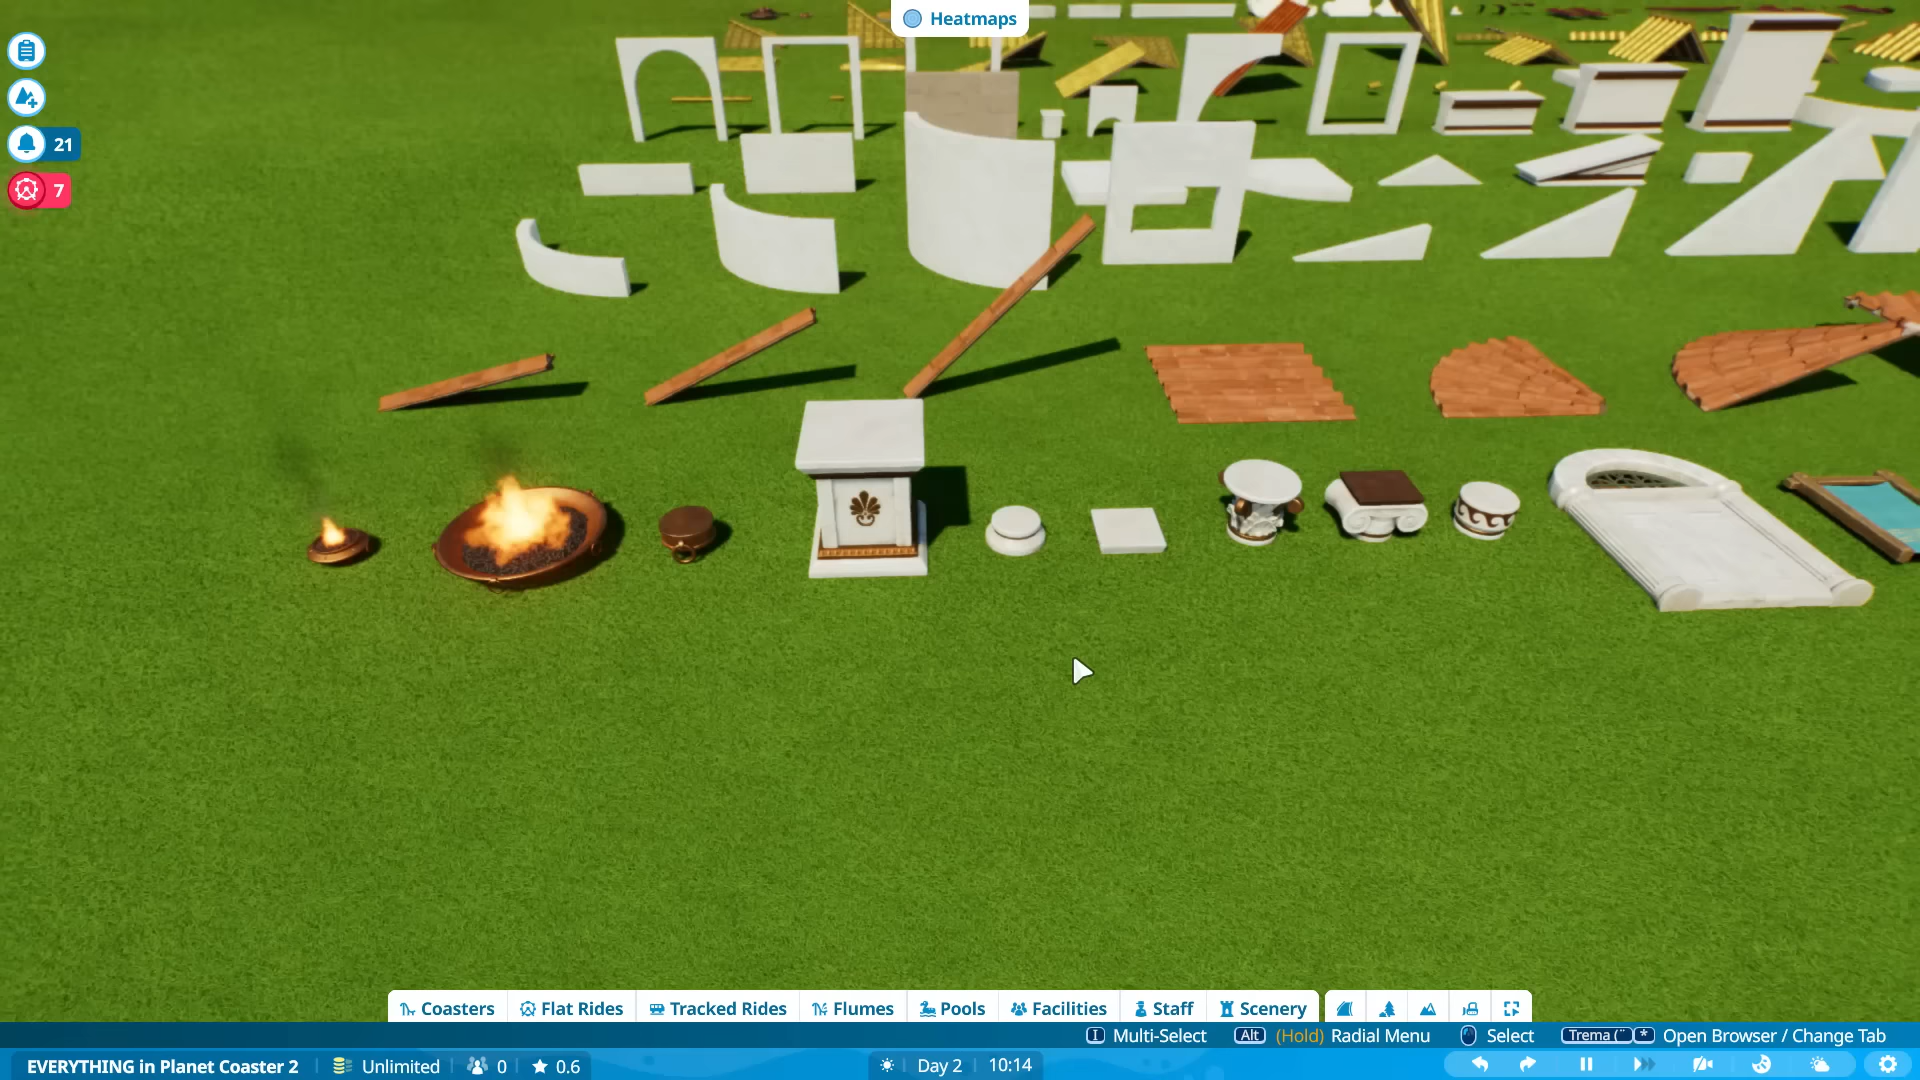 Heatmaps
21
7
Coasters Flat Rides Tracked Rides Flumes Pools Facilities Staff Scenery
I Multi-Select Alt (Hold) Radial Menu Select Trema (¨) * Open Browser / Change Tab
EVERYTHING in Planet Coaster 2 Unlimited 0 0.6 Day 2 10:14